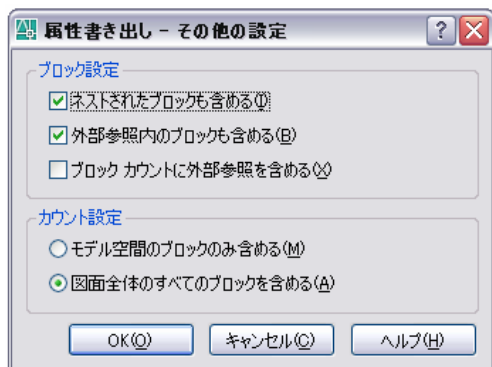 属性書き出し - その他の設定
ブロック設定
ネストされたブロックも含める(I)
外部参照内のブロックも含める(B)
ブロック カウントに外部参照を含める(X)
カウント設定
モデル空間のブロックのみ含める(M)
図面全体のすべてのブロックを含める(A)
OK(O) キャンセル(C) ヘルプ(H)